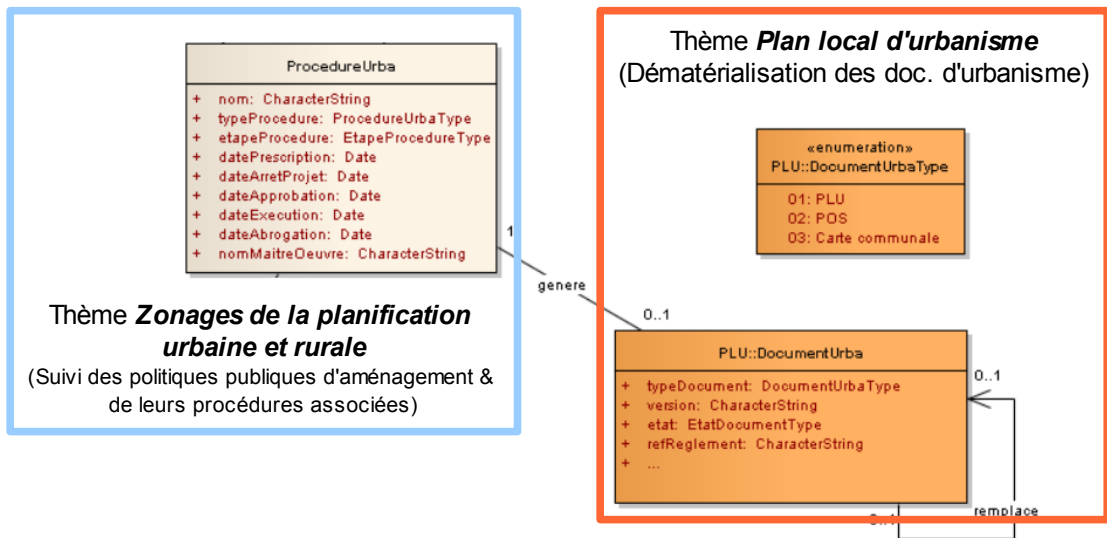 ProcedureUrba
+ nom: CharacterString
+ typeProcedure: ProcedureUrbaType
+ etapeProcedure: EtapeProcedureType
+ datePrescription: Date
+ dateArretProjet: Date
+ dateApprobation: Date
+ dateExecution: Date
+ dateAbrogation: Date
+ nomMaitreOeuvre: CharacterString
1
Thème Zonages de la planification
urbaine et rurale
(Suivi des politiques publiques d'aménagement &
de leurs procédures associées)
genere
Thème Plan local d'urbanisme
(Dématérialisation des doc. d'urbanisme)
«enumeration»
PLU::DocumentUrbaType
01: PLU
02: POS
03: Carte communale
0..1
PLU::DocumentUrba
+ typeDocument: DocumentUrbaType
+ version: CharacterString
+ etat: EtatDocumentType
+ refReglement: CharacterString
+ ...
0..1
remplace